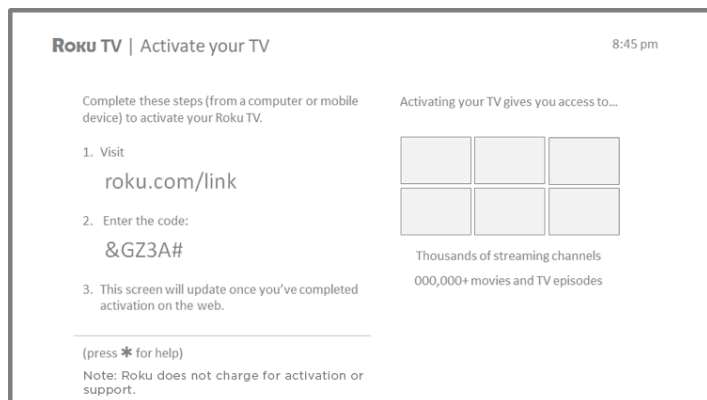 Roku TV | Activate your TV
8:45 pm
Complete these steps (from a computer or mobile
device) to activate your Roku TV.
1. Visit
roku.com/link
2. Enter the code:
&GZ3A#
3. This screen will update once you've completed
activation on the web.
(press ✱ for help)
Note: Roku does not charge for activation or
support.
Activating your TV gives you access to...
Thousands of streaming channels
000,000+ movies and TV episodes